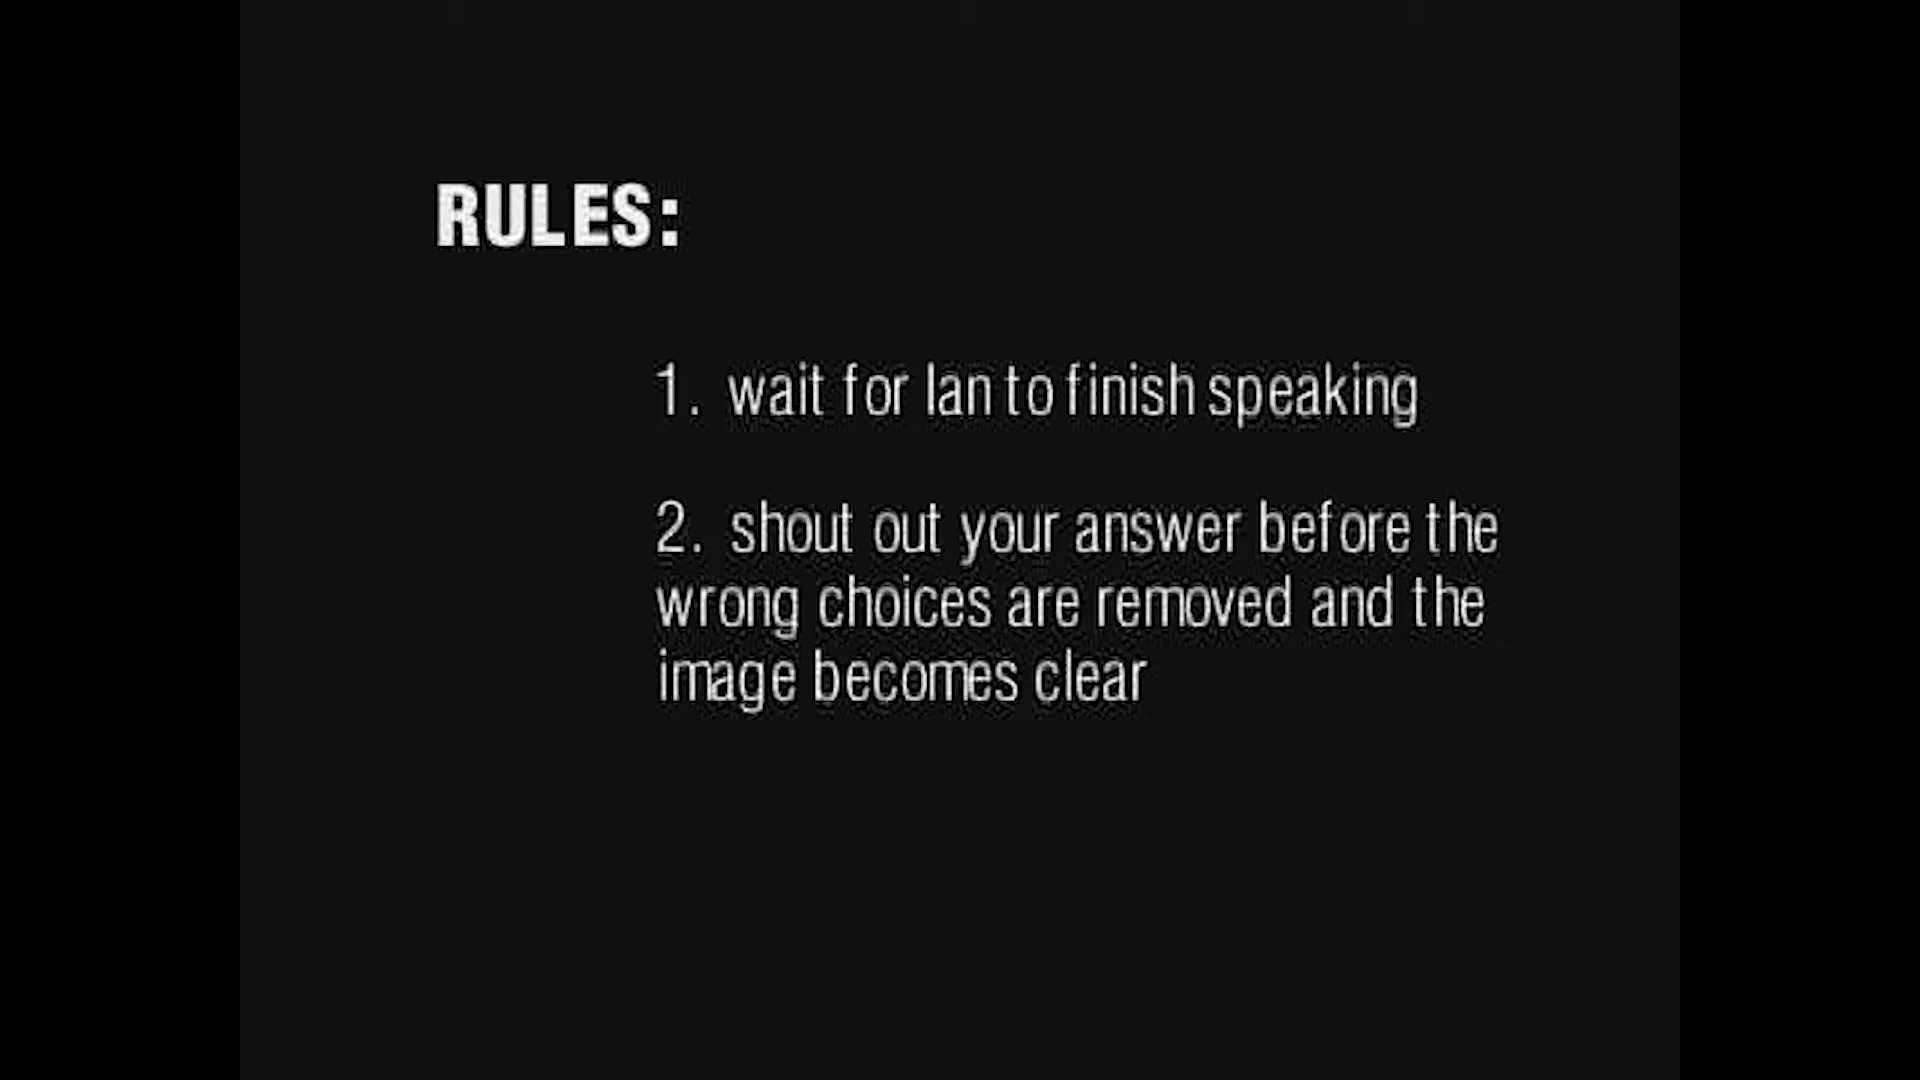 RULES:
1. wait for Ian to finish speaking
2. shout out your answer before the
wrong choices are removed and the
image becomes clear